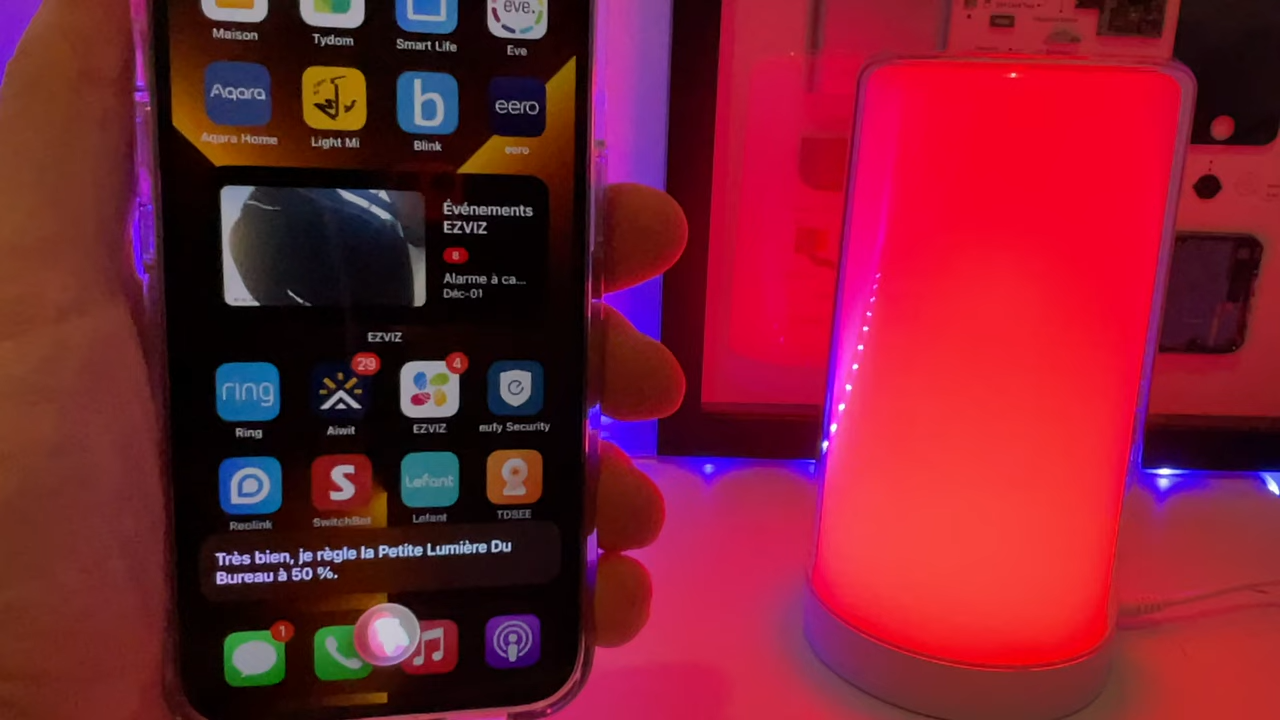 eve.
Maison
Tydom
Smart Life
Eve
Aqara
eero
Aqara Home
Light Mi
b
Blink
eero
Événements
EZVIZ
8
Alarme à ca...
Déc-01
EZVIZ
29
4
ring
Ring
Aiwit
EZVIZ
eufy Security
S
Lefant
Reolink
SwitchBot
Lefant
TDSEE
Très bien, je règle la Petite Lumière Du
Bureau à 50 %.
1